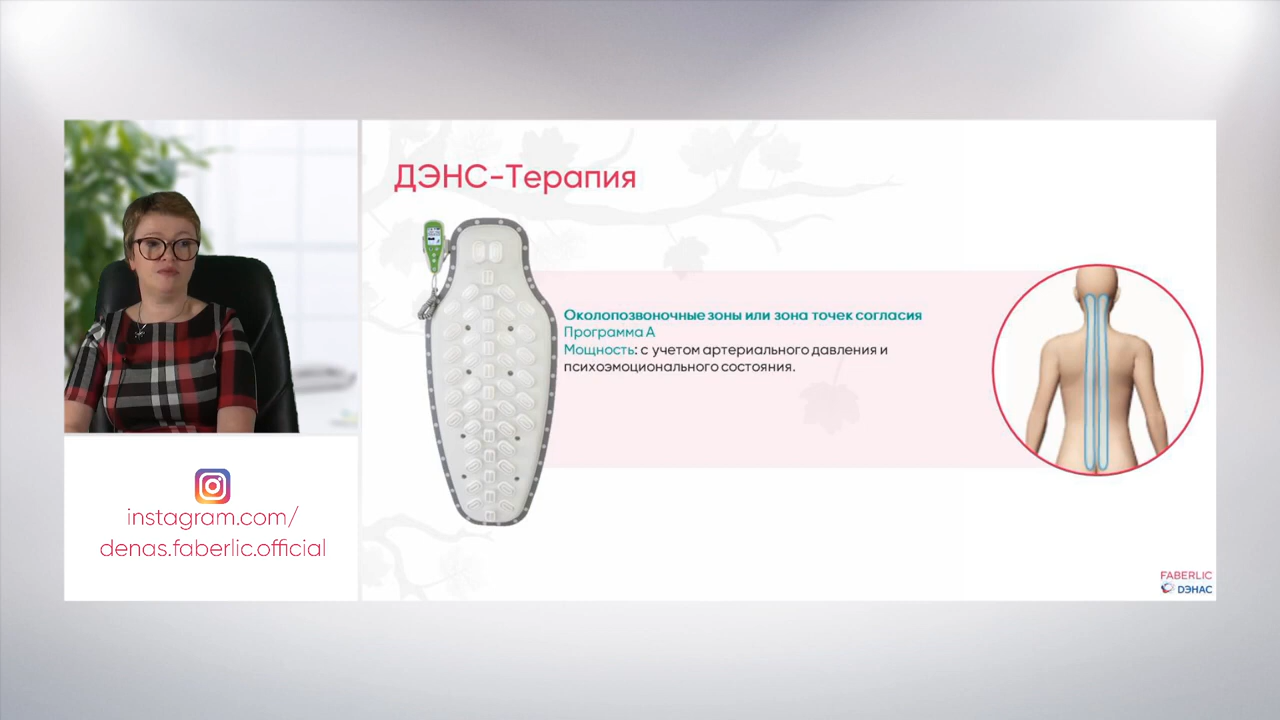 ДЭНС-Терапия
Околопозвоночные зоны или зона точек согласия
Программа А
Мощность: с учетом артериального давления и
психоэмоционального состояния.
instagram.com/
denas.faberlic.official
FABERLIC
ДЭНАС